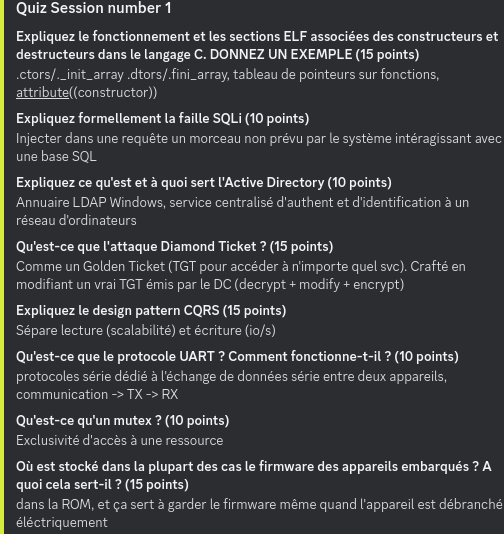 Quiz Session number 1
Expliquez le fonctionnement et les sections ELF associées des constructeurs et
destructeurs dans le langage C. DONNEZ UN EXEMPLE (15 points)
.ctors/._init_array .dtors/.fini_array, tableau de pointeurs sur fonctions,
attribute((constructor))
Expliquez formellement la faille SQLi (10 points)
Injecter dans une requête un morceau non prévu par le système intéragissant avec
une base SQL
Expliquez ce qu'est et à quoi sert l'Active Directory (10 points)
Annuaire LDAP Windows, service centralisé d'authent et d'identification à un
réseau d'ordinateurs
Qu'est-ce que l'attaque Diamond Ticket ? (15 points)
Comme un Golden Ticket (TGT pour accéder à n'importe quel svc). Crafté en
modifiant un vrai TGT émis par le DC (decrypt + modify + encrypt)
Expliquez le design pattern CQRS (15 points)
Sépare lecture (scalabilité) et écriture (io/s)
Qu'est-ce que le protocole UART ? Comment fonctionne-t-il ? (10 points)
protocoles série dédié à l'échange de données série entre deux appareils,
communication -> TX -> RX
Qu'est-ce qu'un mutex ? (10 points)
Exclusivité d'accès à une ressource
Où est stocké dans la plupart des cas le firmware des appareils embarqués ? A
quoi cela sert-il ? (15 points)
dans la ROM, et ça sert à garder le firmware même quand l'appareil est débranché
éléctriquement